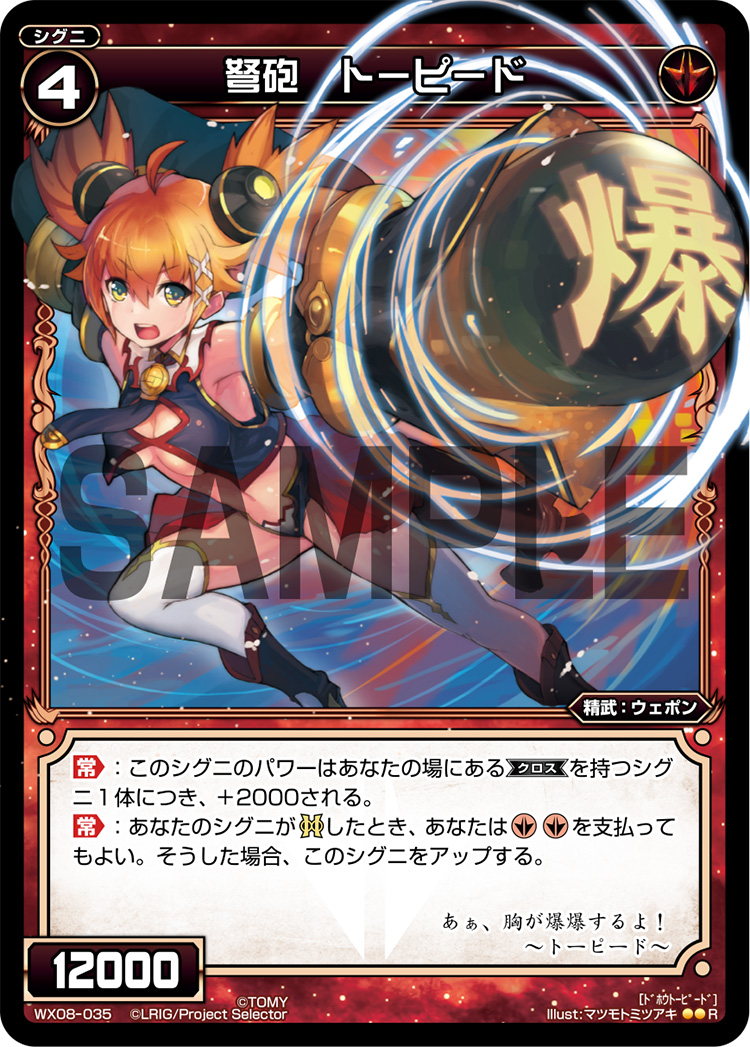 シグニ
4
弩砲　トーピード
爆
SAMPLE
精武：ウェポン
常：このシグニのパワーはあなたの場にあるクロスを持つシグ
ニ１体につき、＋2000される。
常：あなたのシグニがHしたとき、あなたは を支払って
もよい。そうした場合、このシグニをアップする。
あぁ、胸が爆爆するよ！
～トーピード～
12000
WX08-035 ©LRIG/Project Selector
©TOMY
[ﾄﾞﾎｳﾄｰﾋﾟｰﾄﾞ]
Illust:マツモトミツアキ R